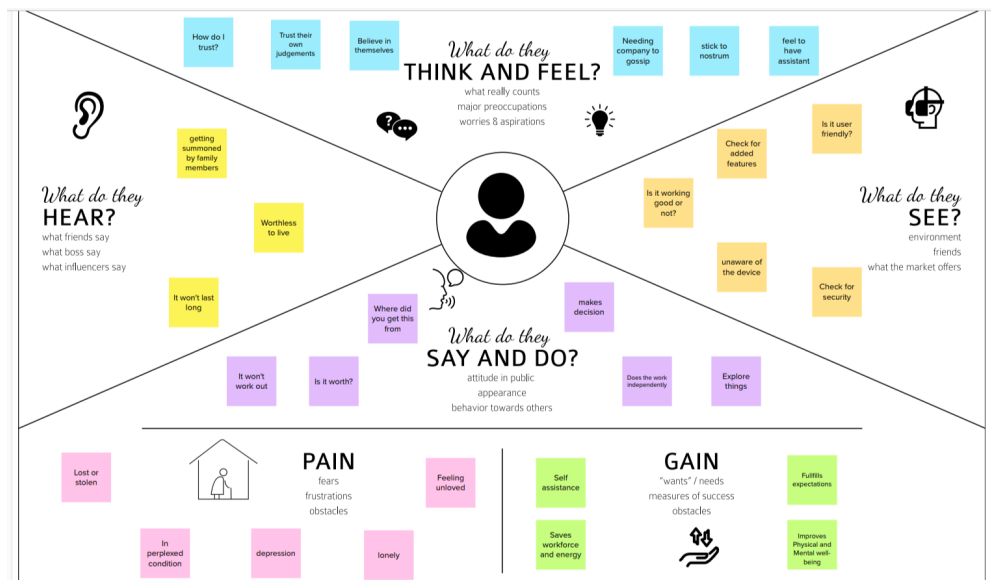 How do I
trust?
Trust their
own
judgements
Believe in
themselves
What do they
THINK AND FEEL?
what really counts
major preoccupations
worries & aspirations
Needing
company to
gossip
stick to
nostrum
feel to
have
assistant
?
getting
summoned
by family
members
What do they
HEAR?
what friends say
what boss say
what influencers say
Worthless
to live
It won't last
long
Is it user
friendly?
Check for
added
features
Is it working
good or
not?
What do they
SEE?
environment
friends
what the market offers
unaware of
the device
Check for
security
Where did
you get this
from
makes
decision
What do they
SAY AND DO?
attitude in public
appearance
behavior towards others
It won't
work out
Is it worth?
Does the work
independently
Explore
things
Lost or
stolen
PAIN
fears
frustrations
obstacles
Feeling
unloved
In
perplexed
condition
depression
lonely
Self
assistance
GAIN
"wants" / needs
measures of success
obstacles
Fullfills
expectations
Saves
workforce
and energy
Improves
Physical and
Mental well-
being